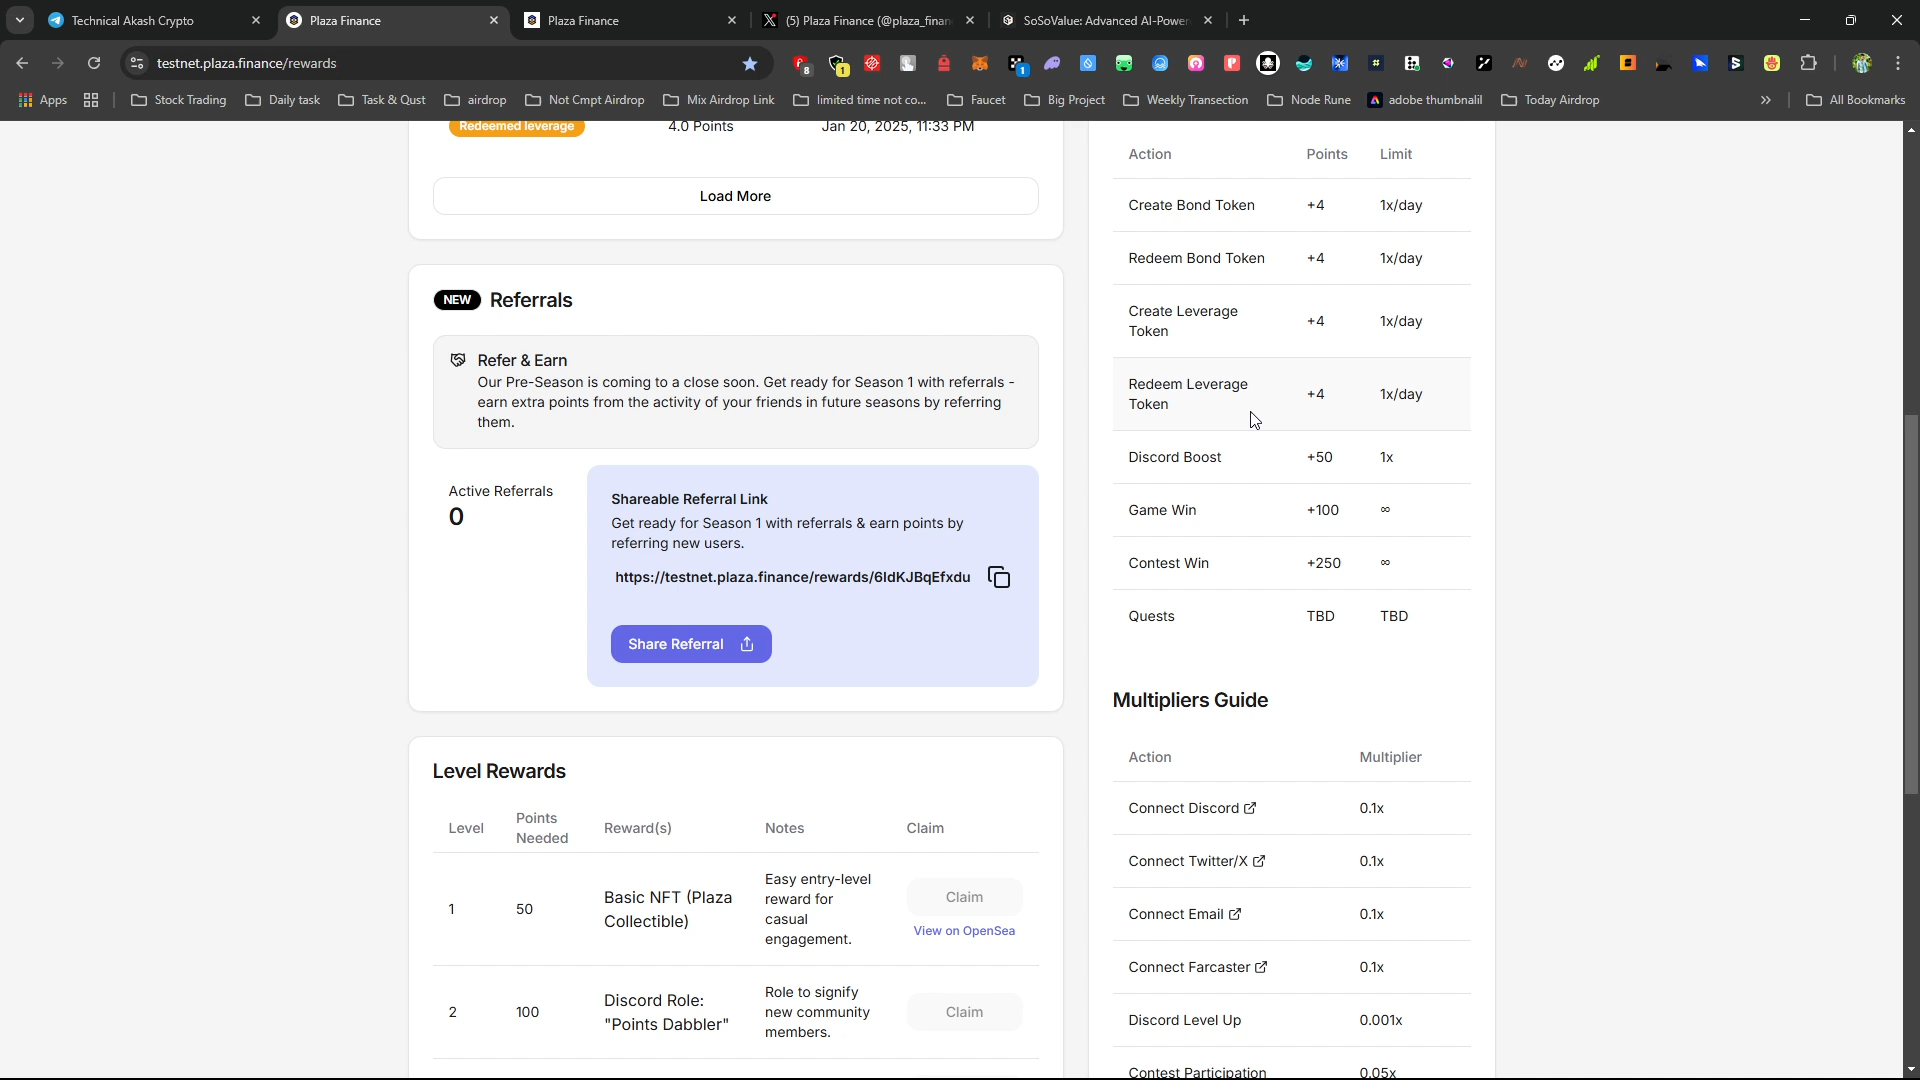 Technical Akash Crypto
Plaza Finance
Plaza Finance
(5) Plaza Finance (@plaza_finan
SoSoValue: Advanced AI-Power
testnet.plaza.finance/rewards
8
1
1
Apps
Stock Trading
Daily task
Task & Qust
airdrop
Not Cmpt Airdrop
Mix Airdrop Link
limited time not co...
Faucet
Big Project
Weekly Transection
Node Rune
adobe thumbnalil
Today Airdrop
»
All Bookmarks
Redeemed leverage
4.0 Points
Jan 20, 2025, 11:33 PM
Load More
NEW Referrals
Refer & Earn
Our Pre-Season is coming to a close soon. Get ready for Season 1 with referrals -
earn extra points from the activity of your friends in future seasons by referring
them.
Active Referrals
0
Shareable Referral Link
Get ready for Season 1 with referrals & earn points by
referring new users.
https://testnet.plaza.finance/rewards/6IdKJBqEfxdu
Share Referral
Level Rewards
Level
Points
Needed
Reward(s)
Notes
Claim
1
50
Basic NFT (Plaza
Collectible)
Easy entry-level
reward for
casual
engagement.
Claim
View on OpenSea
2
100
Discord Role:
"Points Dabbler"
Role to signify
new community
members.
Claim
Action Points Limit
Create Bond Token +4 1x/day
Redeem Bond Token +4 1x/day
Create Leverage
Token
+4 1x/day
Redeem Leverage
Token
+4 1x/day
Discord Boost +50 1x
Game Win +100 ∞
Contest Win +250 ∞
Quests TBD TBD
Multipliers Guide
Action Multiplier
Connect Discord 0.1x
Connect Twitter/X 0.1x
Connect Email 0.1x
Connect Farcaster 0.1x
Discord Level Up 0.001x
Contest Participation 0.05x